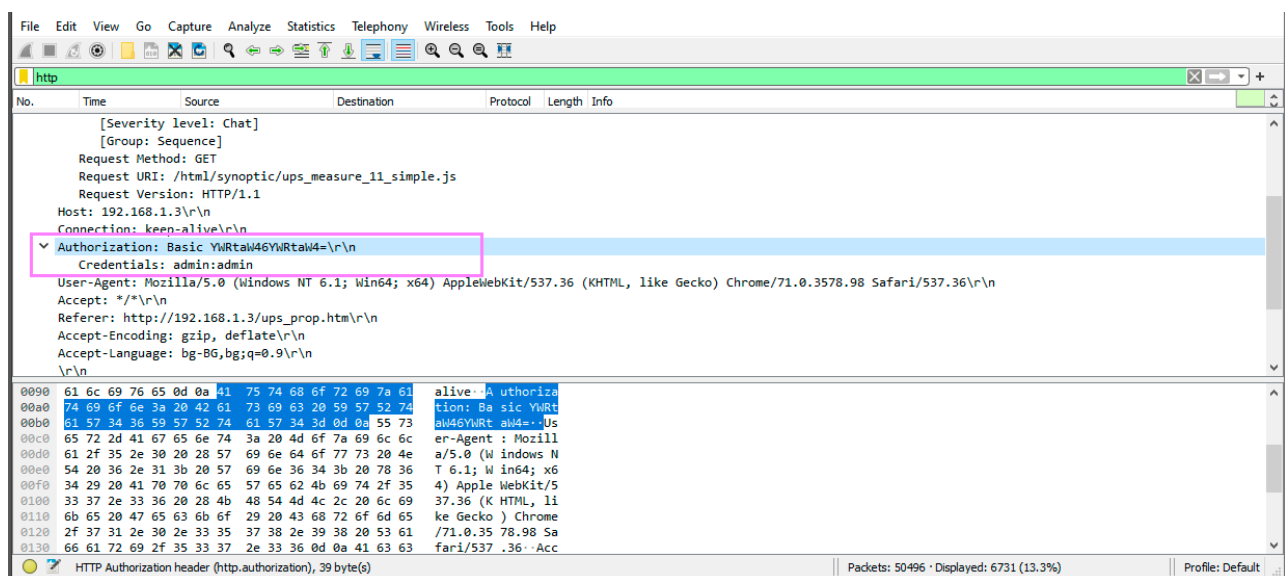 File Edit View Go Capture Analyze Statistics Telephony Wireless Tools Help
http
No. Time Source Destination Protocol Length Info
[Severity level: Chat]
[Group: Sequence]
Request Method: GET
Request URI: /html/synoptic/ups_measure_11_simple.js
Request Version: HTTP/1.1
Host: 192.168.1.3\r\n
Connection: keep-alive\r\n
Authorization: Basic YWRtaW46YWRtaW4=\r\n
Credentials: admin:admin
User-Agent: Mozilla/5.0 (Windows NT 6.1; Win64; x64) AppleWebKit/537.36 (KHTML, like Gecko) Chrome/71.0.3578.98 Safari/537.36\r\n
Accept: */*\r\n
Referer: http://192.168.1.3/ups_prop.htm\r\n
Accept-Encoding: gzip, deflate\r\n
Accept-Language: bg-BG,bg;q=0.9\r\n
\r\n
0090 61 6c 69 76 65 0d 0a 41 75 74 68 6f 72 69 7a 61 alive··A uthoriza
00a0 74 69 6f 6e 3a 20 42 61 73 69 63 20 59 57 52 74 tion: Ba sic YWRt
00b0 61 57 34 36 59 57 52 74 61 57 34 3d 0d 0a 55 73 aW46YWRt aW4=··Us
00c0 65 72 2d 41 67 65 6e 74 3a 20 4d 6f 7a 69 6c 6c er-Agent : Mozill
00d0 61 2f 35 2e 30 20 28 57 69 6e 64 6f 77 73 20 4e a/5.0 (W indows N
00e0 54 20 36 2e 31 3b 20 57 69 6e 36 34 3b 20 78 36 T 6.1; W in64; x6
00f0 34 29 20 41 70 70 6c 65 57 65 62 4b 69 74 2f 35 4) Apple WebKit/5
0100 33 37 2e 33 36 20 28 4b 48 54 4d 4c 2c 20 6c 69 37.36 (K HTML, li
0110 6b 65 20 47 65 63 6b 6f 29 20 43 68 72 6f 6d 65 ke Gecko ) Chrome
0120 2f 37 31 2e 30 2e 33 35 37 38 2e 39 38 20 53 61 /71.0.35 78.98 Sa
0130 66 61 72 69 2f 35 33 37 2e 33 36 0d 0a 41 63 63 fari/537 .36··Acc
HTTP Authorization header (http.authorization), 39 byte(s) Packets: 50496 · Displayed: 6731 (13.3%) Profile: Default